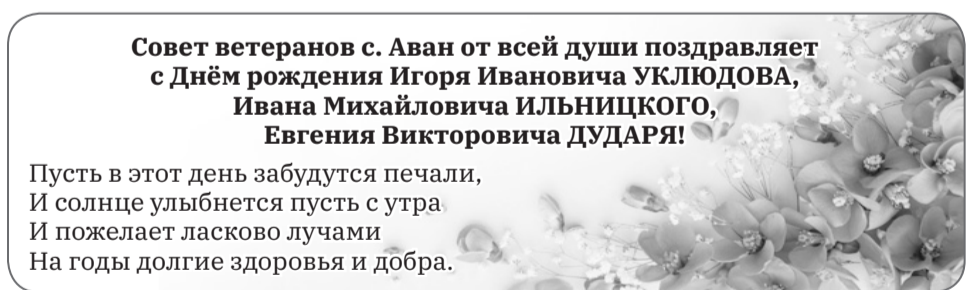 Совет ветеранов с. Аван от всей души поздравляет
с Днём рождения Игоря Ивановича УКЛЮДОВА,
Ивана Михайловича ИЛЬНИЦКОГО,
Евгения Викторовича ДУДАРЯ!
Пусть в этот день забудутся печали,
И солнце улыбнется пусть с утра
И пожелает ласково лучами
На годы долгие здоровья и добра.